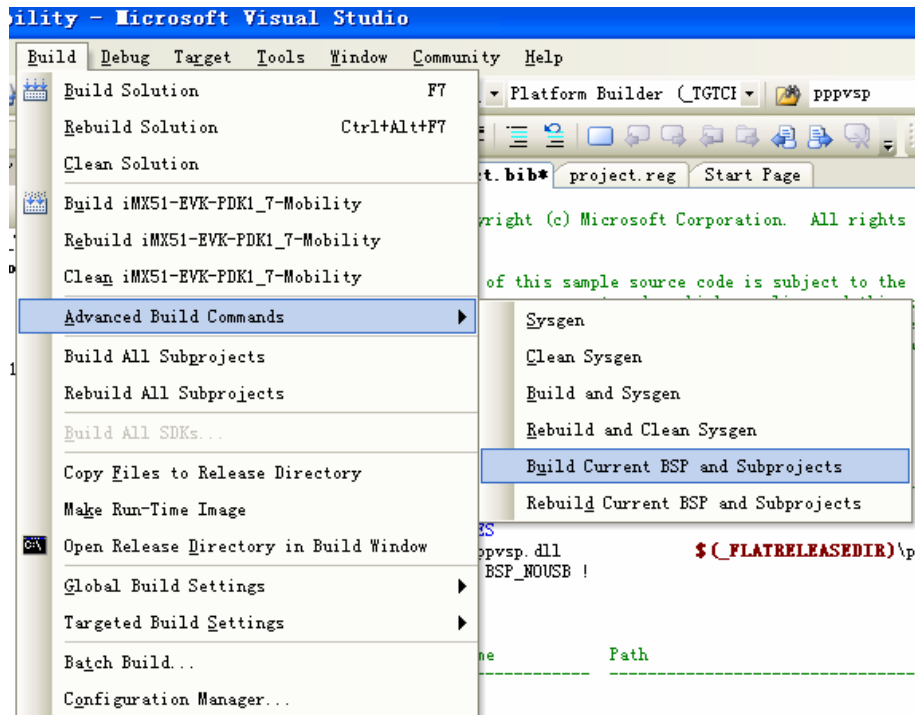 ility - Microsoft Visual Studio
Build Debug Target Tools Window Community Help
Build Solution F7
Platform Builder (_TGTCI pppvsp
Rebuild Solution Ctrl+Alt+F7
Clean Solution
t.bib* project.reg Start Page
Build iMX51-EVK-PDK1_7-Mobility
yright (c) Microsoft Corporation. All rights
Rebuild iMX51-EVK-PDK1_7-Mobility
Clean iMX51-EVK-PDK1_7-Mobility
of this sample source code is subject to the
Advanced Build Commands
Sysgen
Build All Subprojects
Clean Sysgen
Rebuild All Subprojects
Build and Sysgen
Build All SDKs...
Rebuild and Clean Sysgen
Copy Files to Release Directory
Build Current BSP and Subprojects
Make Run-Time Image
Rebuild Current BSP and Subprojects
ES
Open Release Directory in Build Window
ppvsp.dll $(_FLATRELEASEDIR)\p
BSP_NOUSB !
Global Build Settings
Targeted Build Settings
Batch Build...
me Path
Configuration Manager...